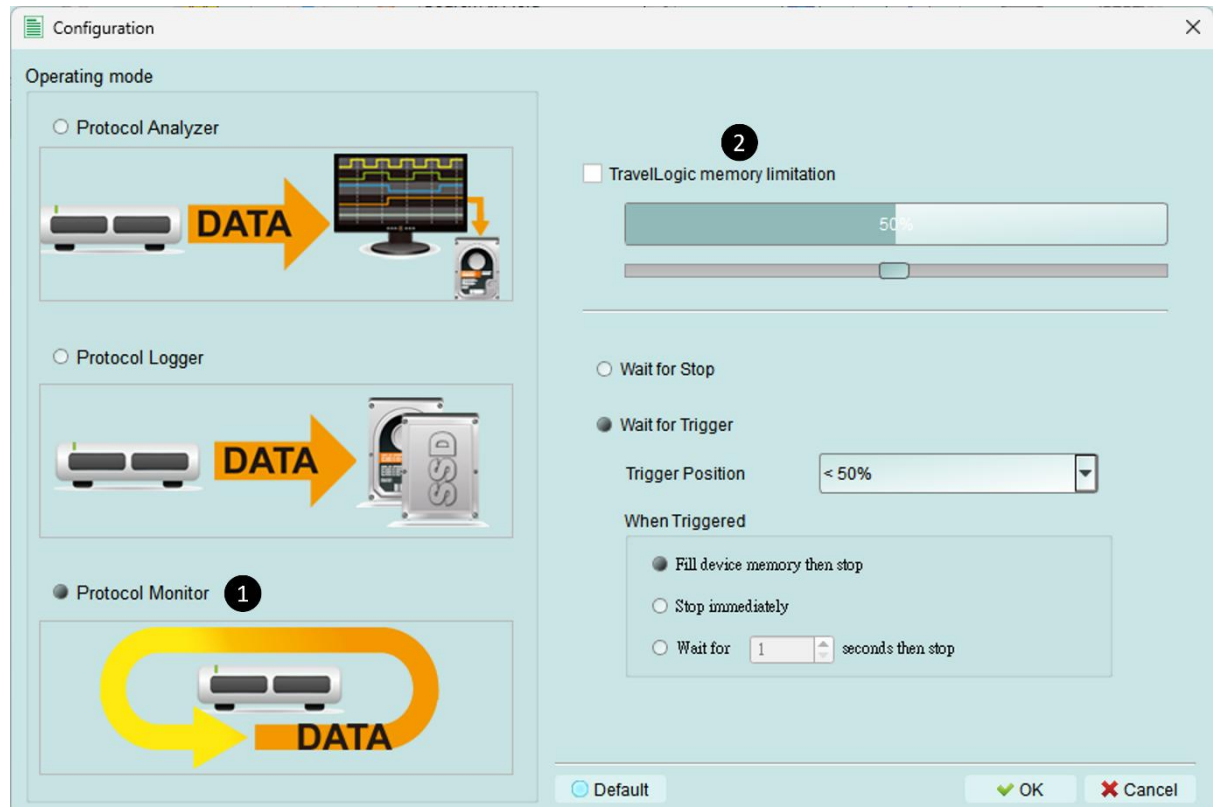 Configuration
Operating mode
Protocol Analyzer
DATA
Protocol Logger
DATA
SSD
Protocol Monitor 1
DATA
2
TravelLogic memory limitation
50%
Wait for Stop
Wait for Trigger
Trigger Position < 50%
When Triggered
Fill device memory then stop
Stop immediately
Wait for 1 seconds then stop
Default OK Cancel